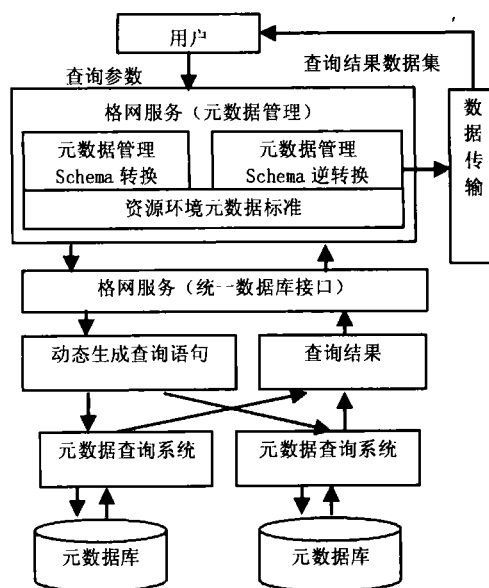 用户
查询参数
查询结果数据集
格网服务（元数据管理）
元数据管理
Schema 转换
元数据管理
Schema 逆转换
资源环境元数据标准
数据传输
格网服务（统一数据库接口）
动态生成查询语句
查询结果
元数据查询系统
元数据查询系统
元数据库
元数据库